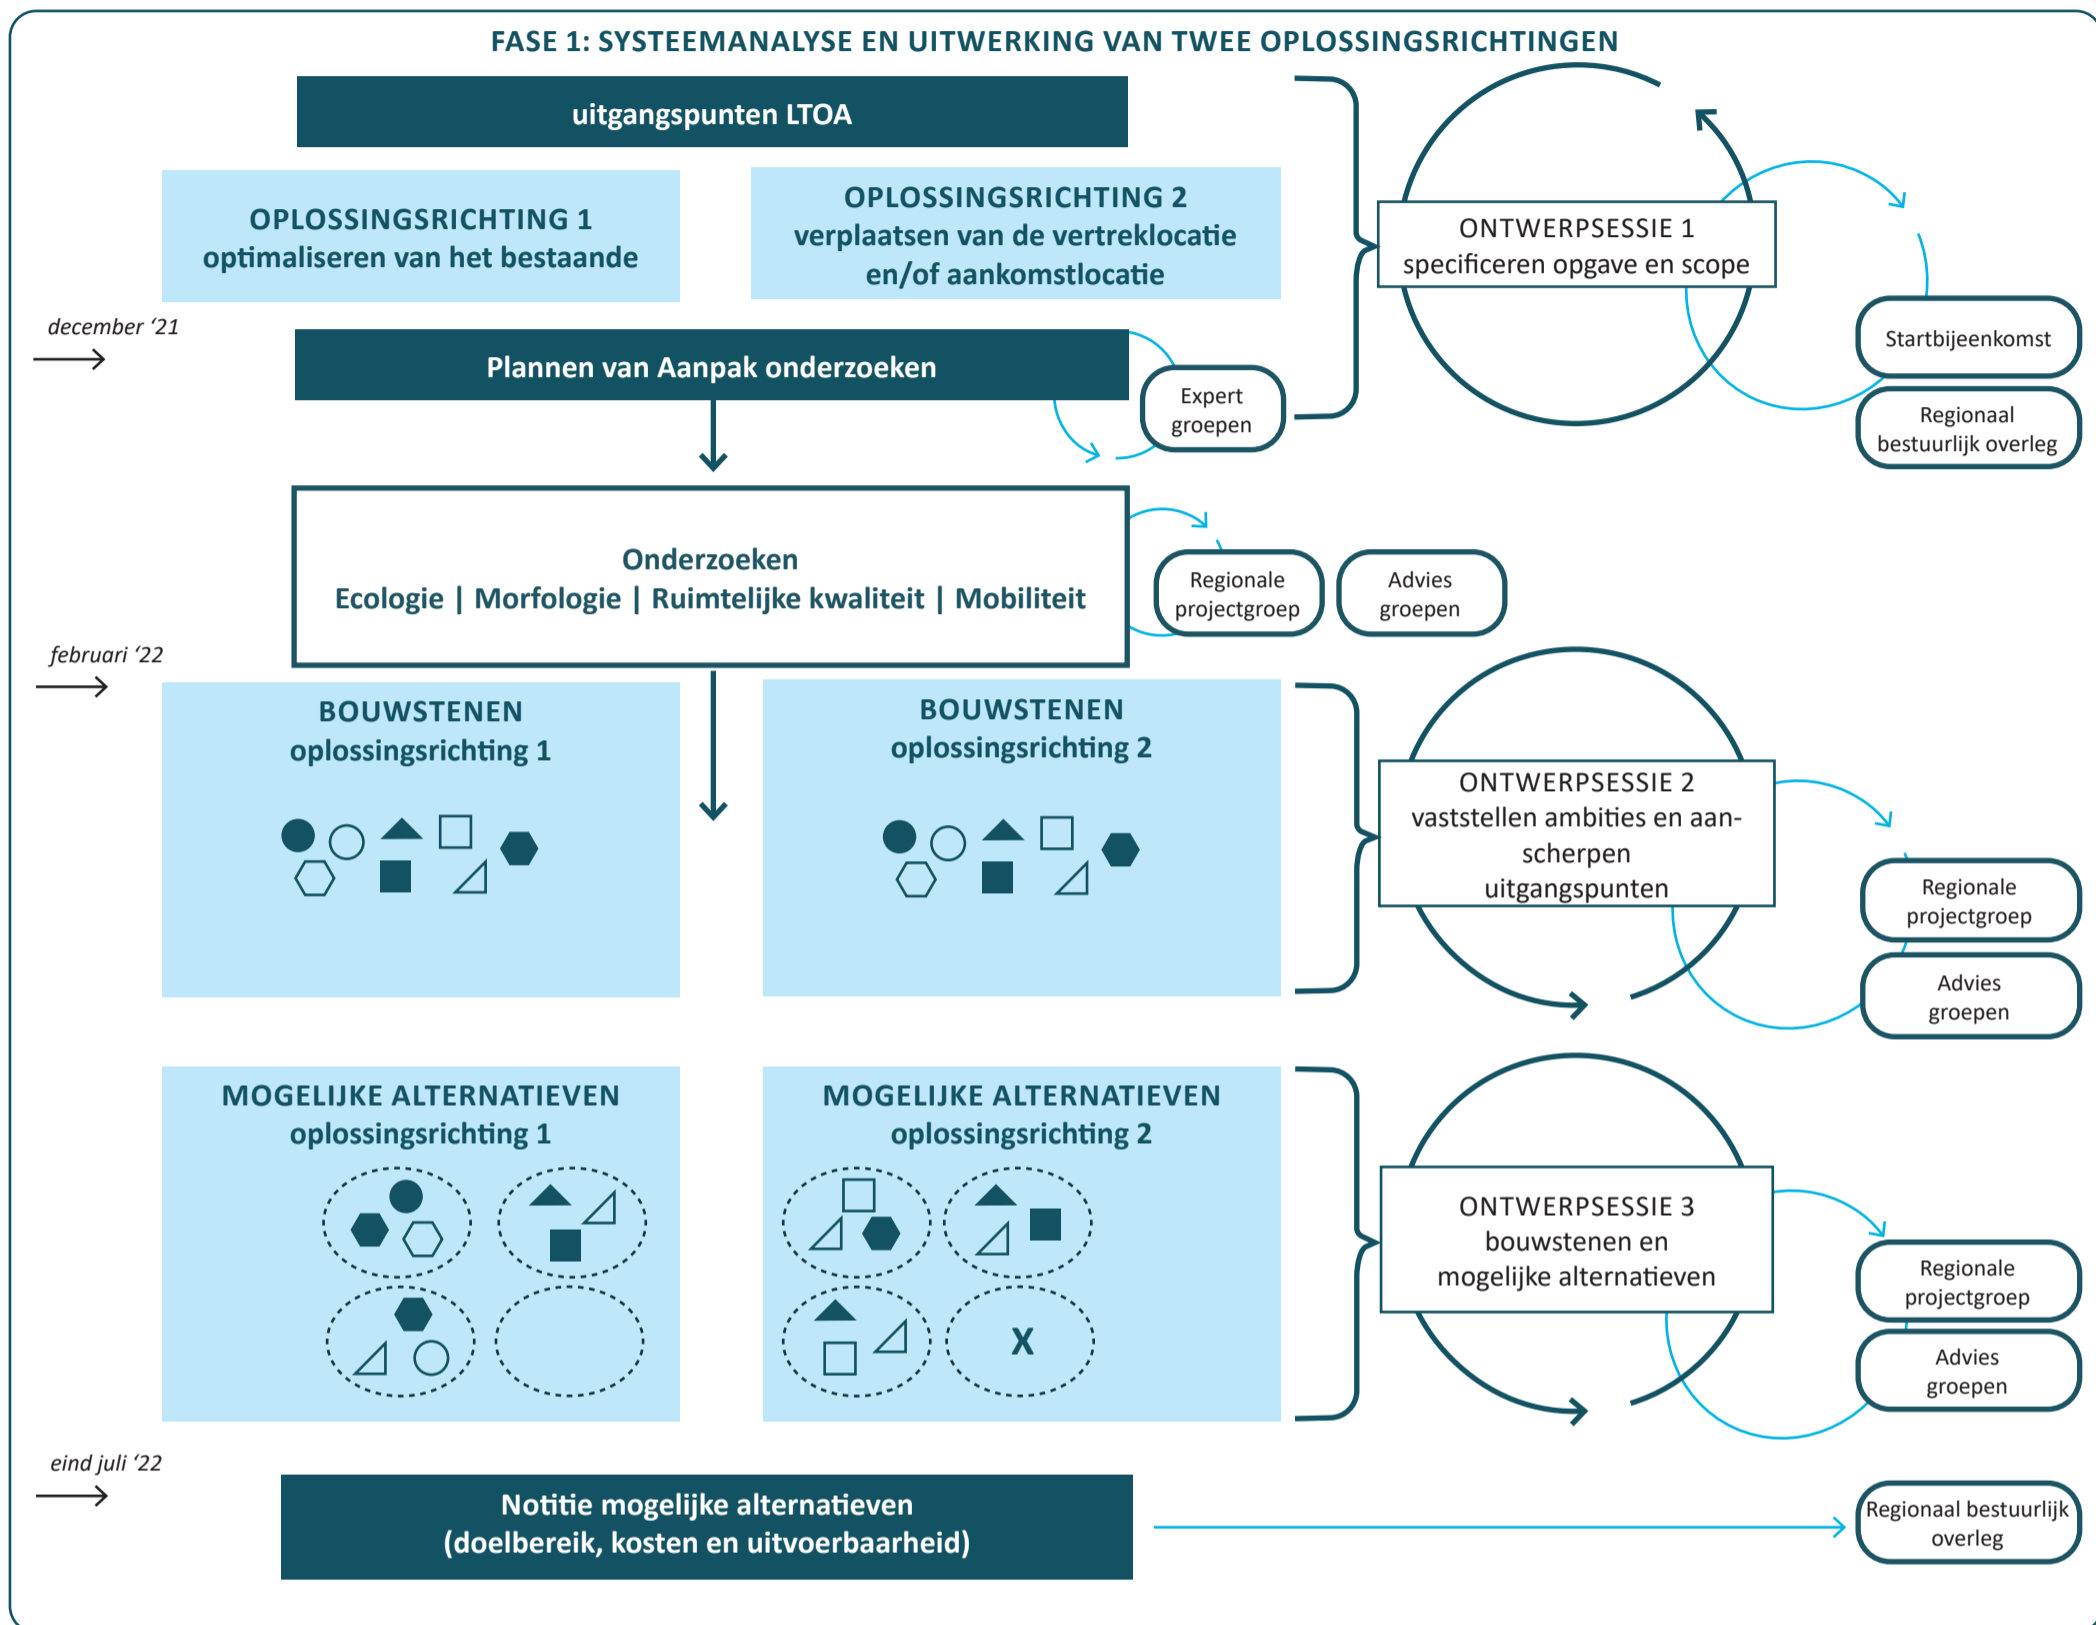 FASE 1: SYSTEEMANALYSE EN UITWERKING VAN TWEE OPLOSSINGSRICHTINGEN
uitgangspunten LTOA
OPLOSSINGSRICHTING 1
optimaliseren van het bestaande
OPLOSSINGSRICHTING 2
verplaatsen van de vertreklocatie
en/of aankomstlocatie
ONTWERPSESSIE 1
specificeren opgave en scope
Startbijeenkomst
Regionaal
bestuurlijk overleg
december ‘21
Plannen van Aanpak onderzoeken
Expert
groepen
Onderzoeken
Ecologie | Morfologie | Ruimtelijke kwaliteit | Mobiliteit
Regionale
projectgroep
Advies
groepen
februari ‘22
BOUWSTENEN
oplossingsrichting 1
BOUWSTENEN
oplossingsrichting 2
ONTWERPSESSIE 2
vaststellen ambities en aan-
scherpen
uitgangspunten
Regionale
projectgroep
Advies
groepen
MOGELIJKE ALTERNATIEVEN
oplossingsrichting 1
MOGELIJKE ALTERNATIEVEN
oplossingsrichting 2
X
ONTWERPSESSIE 3
bouwstenen en
mogelijke alternatieven
Regionale
projectgroep
Advies
groepen
eind juli ‘22
Notitie mogelijke alternatieven
(doelbereik, kosten en uitvoerbaarheid)
Regionaal bestuurlijk
overleg